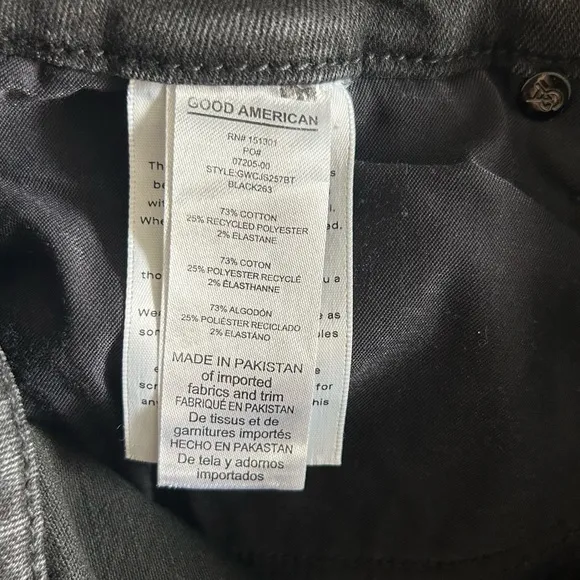 GOOD AMERICAN
RN# 151301
PO#
07205-00
STYLE:GWCJS257BT
BLACK263
73% COTTON
25% RECYCLED POLYESTER
2% ELASTANE
73% COTON
25% POLYESTER RECYCLÉ
2% ÉLASTHANNE
73% ALGODÓN
25% POLIÉSTER RECICLADO
2% ELASTÁNO
MADE IN PAKISTAN
of imported
fabrics and trim
FABRIQUÉ EN PAKISTAN
De tissus et de
garnitures importés
HECHO EN PAKASTAN
De tela y adornos
importados